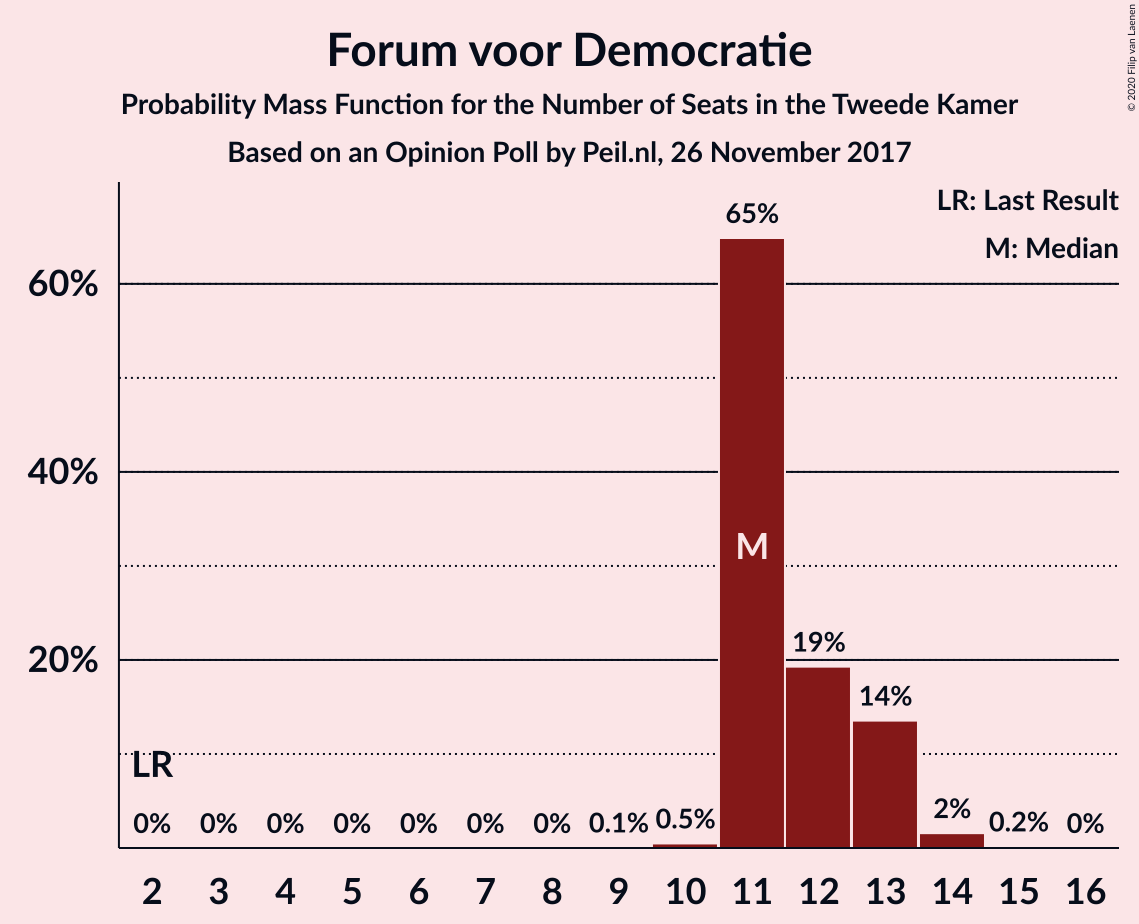 Forum voor Democratie
Probability Mass Function for the Number of Seats in the Tweede Kamer
Based on an Opinion Poll by Peil.nl, 26 November 2017
© 2020 Filip van Laenen
LR: Last Result
M: Median
60%
40%
20%
65%
M
19%
14%
LR
0% 0% 0% 0% 0% 0% 0% 0.1% 0.5% 2% 0.2% 0%
2 3 4 5 6 7 8 9 10 11 12 13 14 15 16